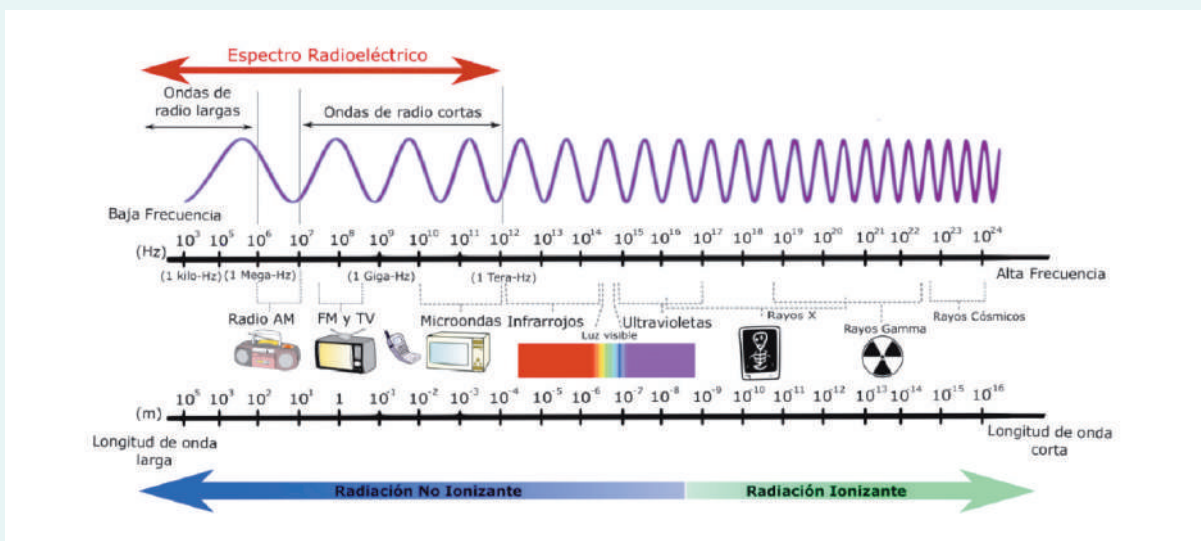 Espectro Radioeléctrico
Ondas de
radio largas
Ondas de radio cortas
Baja Frecuencia
(Hz) 10³ 10⁵ 10⁶ 10⁷ 10⁸ 10⁹ 10¹⁰ 10¹¹ 10¹² 10¹³ 10¹⁴ 10¹⁵ 10¹⁶ 10¹⁷ 10¹⁸ 10¹⁹ 10²⁰ 10²¹ 10²² 10²³ 10²⁴
(1 kilo-Hz) (1 Mega-Hz) (1 Giga-Hz) (1 Tera-Hz) Alta Frecuencia
Radio AM FM y TV Microondas Infrarrojos Luz visible Ultravioletas Rayos X Rayos Gamma Rayos Cósmicos
(m) 10⁵ 10³ 10² 10¹ 1 10⁻¹ 10⁻² 10⁻³ 10⁻⁴ 10⁻⁵ 10⁻⁶ 10⁻⁷ 10⁻⁸ 10⁻⁹ 10⁻¹⁰ 10⁻¹¹ 10⁻¹² 10⁻¹³ 10⁻¹⁴ 10⁻¹⁵ 10⁻¹⁶
Longitud de onda
larga
Longitud de onda
corta
Radiación No Ionizante
Radiación Ionizante